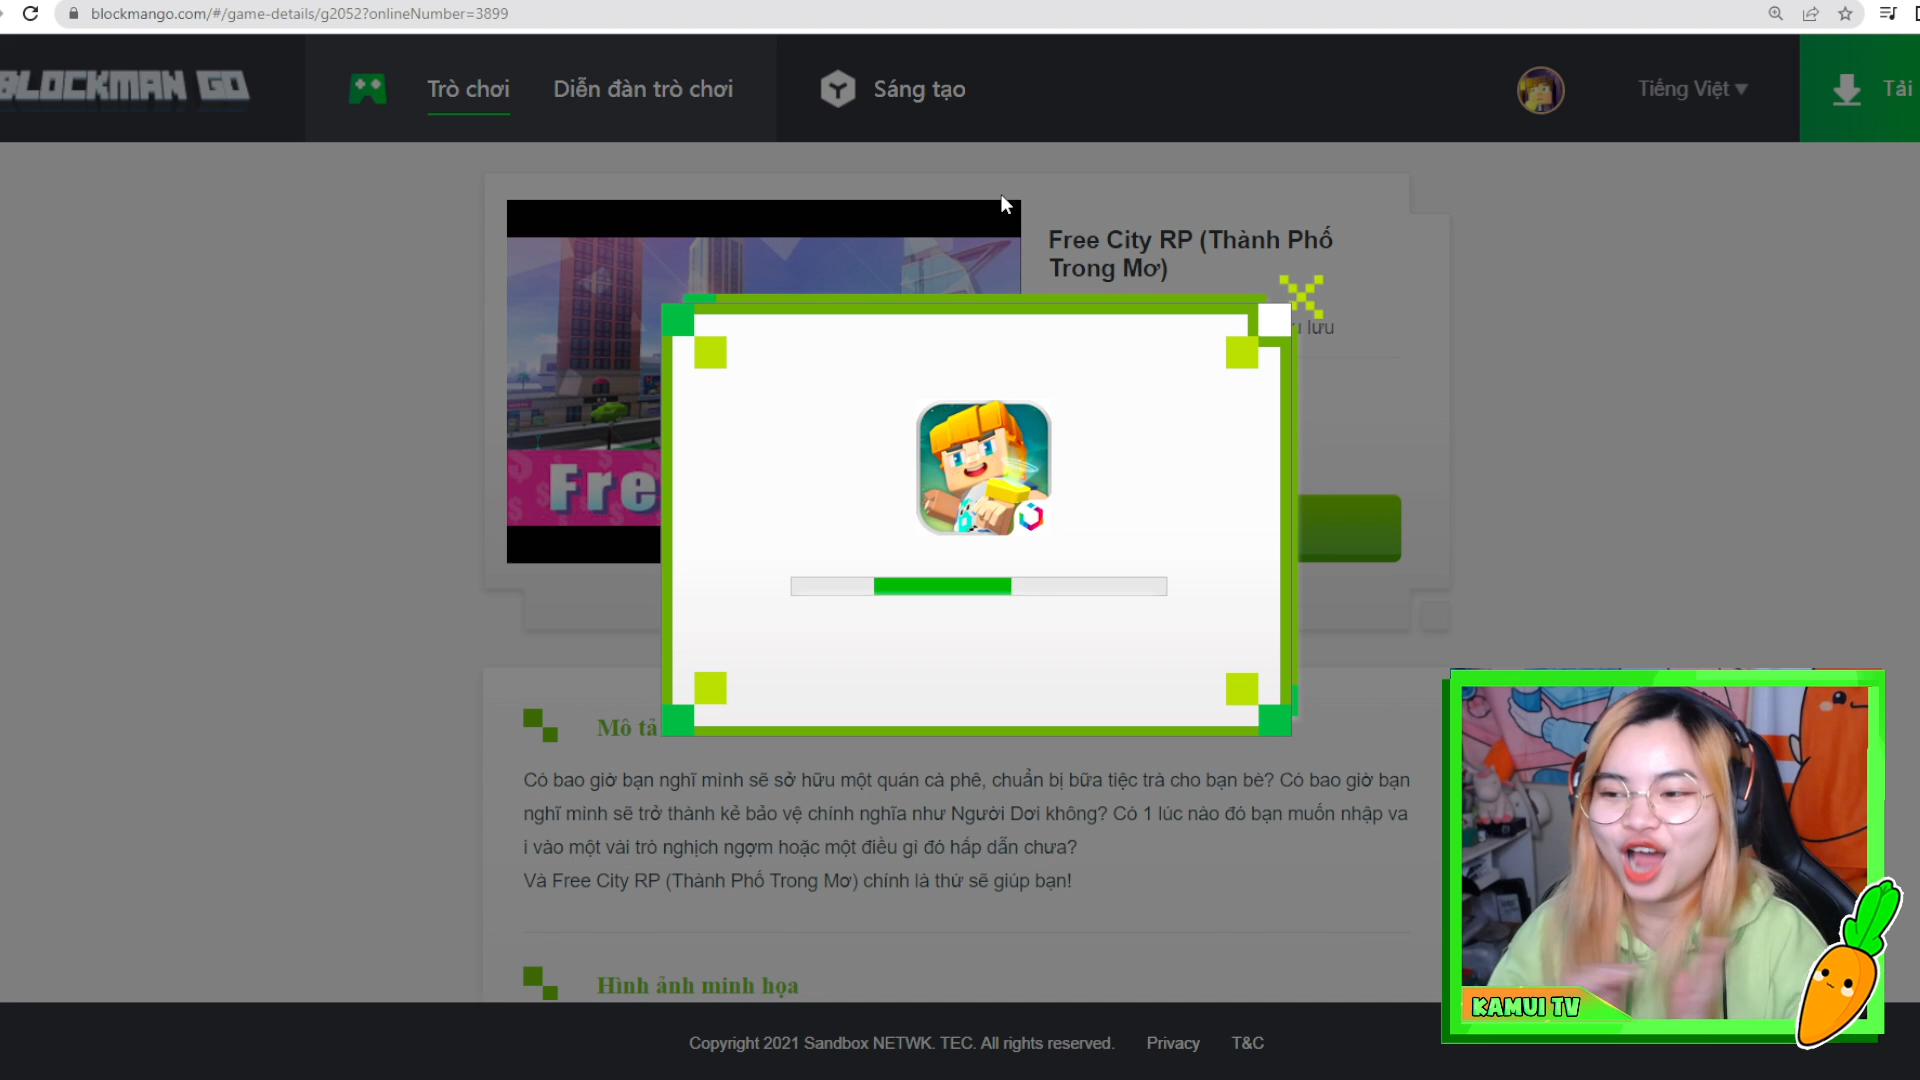 blockmango.com/#/game-details/g2052?onlineNumber=3899
BLOCKMAN GO
Trò chơi
Diễn đàn trò chơi
Sáng tạo
Tiếng Việt
Tải
Free City RP (Thành Phố
Trong Mơ)
lưu
Fre
Mô tả
Có bao giờ bạn nghĩ mình sẽ sở hữu một quán cà phê, chuẩn bị bữa tiệc trà cho bạn bè? Có bao giờ bạn
nghĩ mình sẽ trở thành kẻ bảo vệ chính nghĩa như Người Dơi không? Có 1 lúc nào đó bạn muốn nhập va
i vào một vài trò nghịch ngợm hoặc một điều gì đó hấp dẫn chưa?
Và Free City RP (Thành Phố Trong Mơ) chính là thứ sẽ giúp bạn!
Hình ảnh minh họa
Copyright 2021 Sandbox NETWK. TEC. All rights reserved.
Privacy
T&C
KAMUI TV